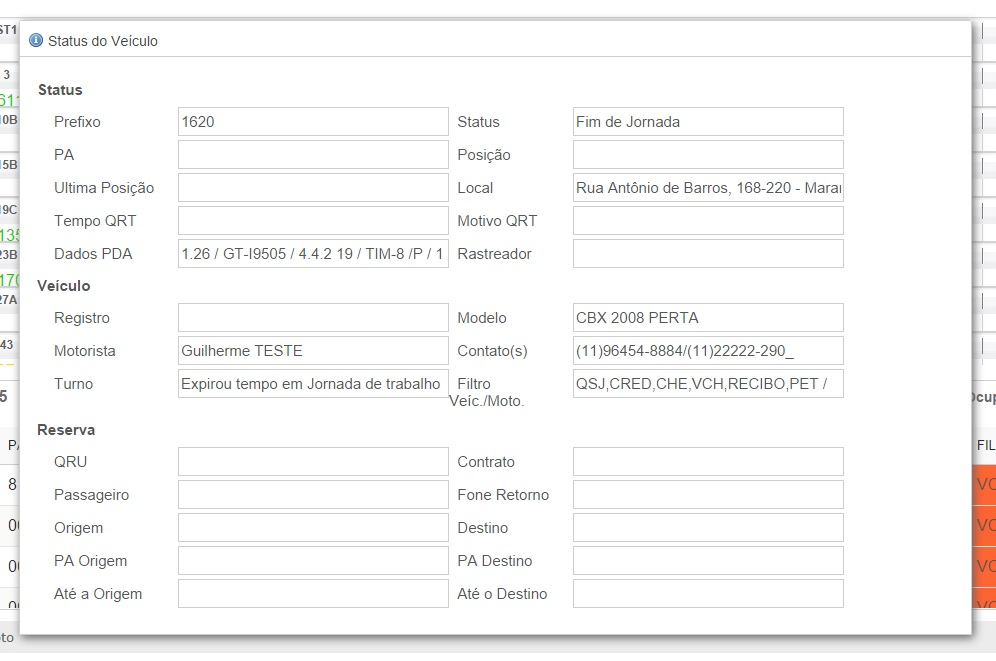 Status do Veículo
Status
Prefixo 1620 Status Fim de Jornada
PA Posição
Ultima Posição Local Rua Antônio de Barros, 168-220 - Maran
Tempo QRT Motivo QRT
Dados PDA 1.26 / GT-I9505 / 4.4.2 19 / TIM-8 /P / 1 Rastreador
Veículo
Registro Modelo CBX 2008 PERTA
Motorista Guilherme TESTE Contato(s) (11)96454-8884/(11)22222-290_
Turno Expirou tempo em Jornada de trabalho Filtro QSJ,CRED,CHE,VCH,RECIBO,PET /
Veíc./Moto.
Reserva
QRU Contrato
Passageiro Fone Retorno
Origem Destino
PA Origem PA Destino
Até a Origem Até o Destino